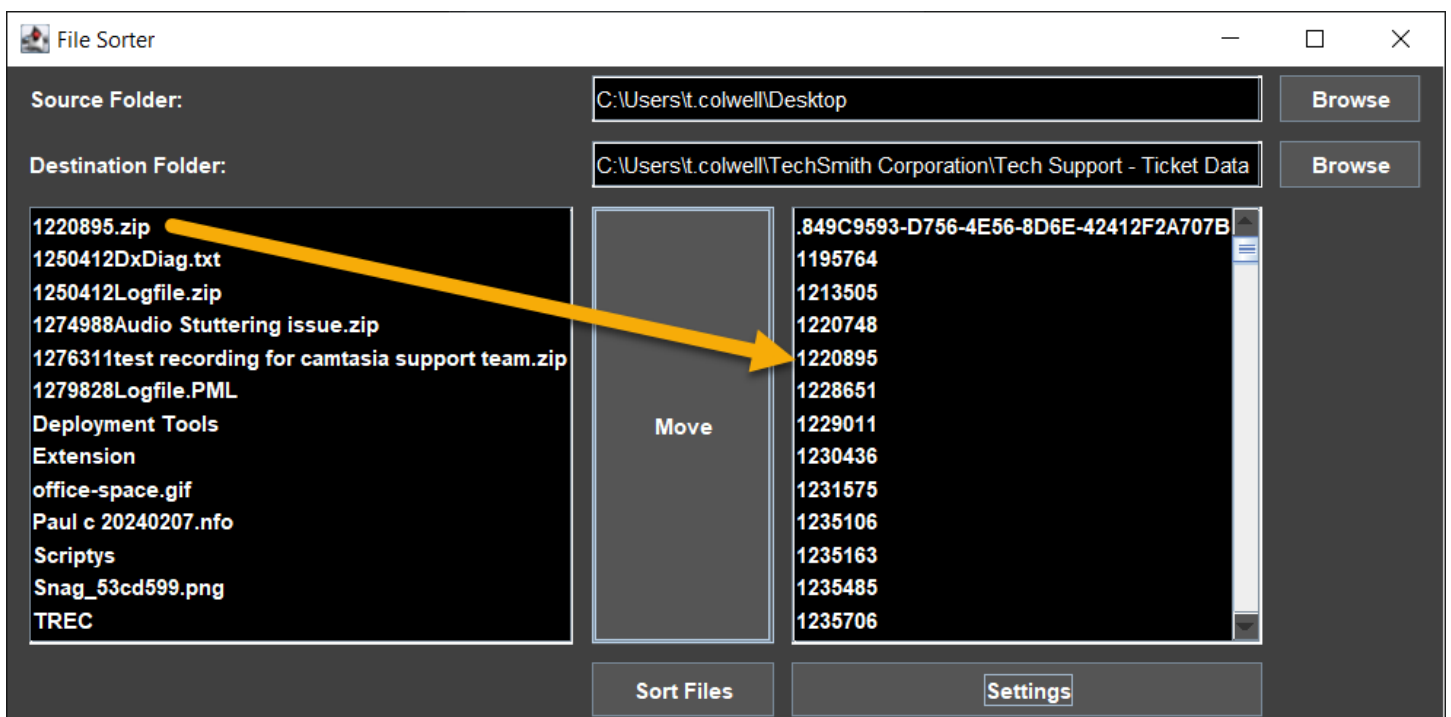 File Sorter
Source Folder:
C:\Users\t.colwell\Desktop
Browse
Destination Folder:
C:\Users\t.colwell\TechSmith Corporation\Tech Support - Ticket Data
Browse
1220895.zip
1250412DxDiag.txt
1250412Logfile.zip
1274988Audio Stuttering issue.zip
1276311test recording for camtasia support team.zip
1279828Logfile.PML
Deployment Tools
Extension
office-space.gif
Paul c 20240207.nfo
Scriptys
Snag_53cd599.png
TREC
Move
.849C9593-D756-4E56-8D6E-42412F2A707B
1195764
1213505
1220748
1220895
1228651
1229011
1230436
1231575
1235106
1235163
1235485
1235706
Sort Files
Settings